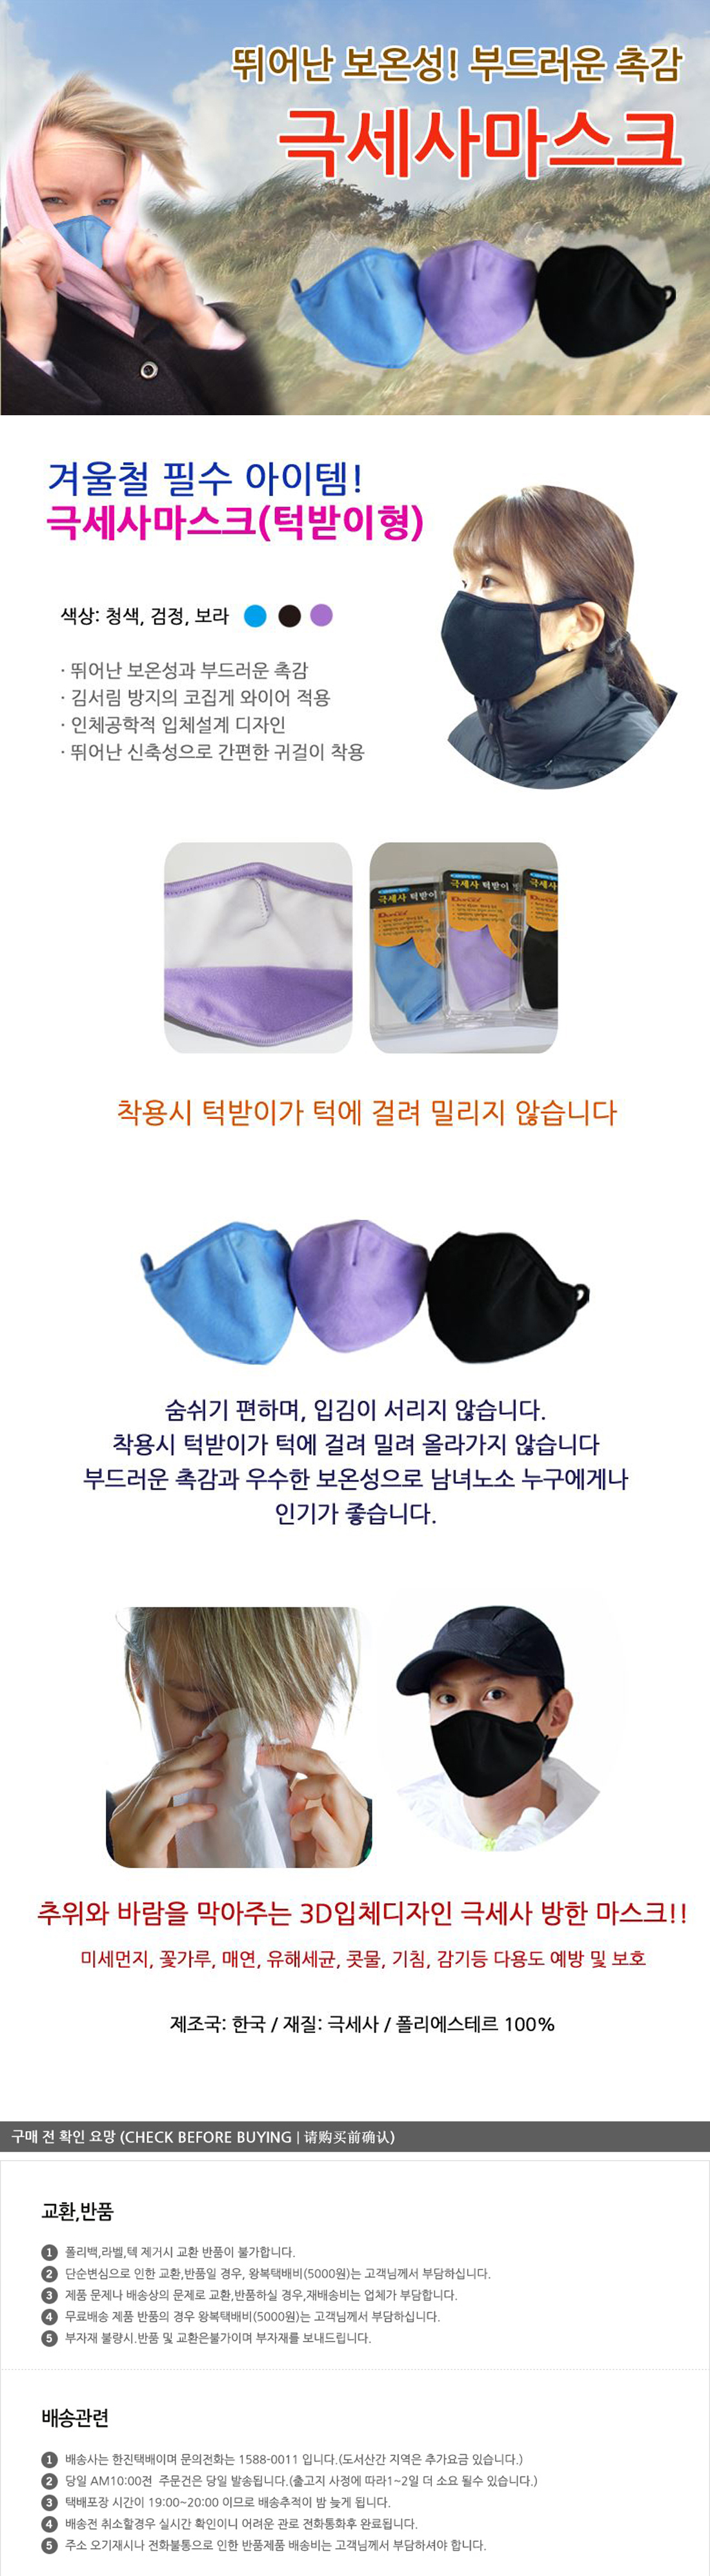 뛰어난 보온성! 부드러운 촉감
극세사마스크
겨울철 필수 아이템!
극세사마스크(턱받이형)
색상: 청색, 검정, 보라
· 뛰어난 보온성과 부드러운 촉감
· 김서림 방지의 코집게 와이어 적용
· 인체공학적 입체설계 디자인
· 뛰어난 신축성으로 간편한 귀걸이 착용
극세사 턱받이
극세사 턱받이
극세사
착용시 턱받이가 턱에 걸려 밀리지 않습니다
숨쉬기 편하며, 입김이 서리지 않습니다.
착용시 턱받이가 턱에 걸려 밀려 올라가지 않습니다
부드러운 촉감과 우수한 보온성으로 남녀노소 누구에게나
인기가 좋습니다.
추위와 바람을 막아주는 3D입체디자인 극세사 방한 마스크!!
미세먼지, 꽃가루, 매연, 유해세균, 콧물, 기침, 감기등 다용도 예방 및 보호
제조국: 한국 / 재질: 극세사 / 폴리에스테르 100%
구매 전 확인 요망 (CHECK BEFORE BUYING | 请购买前确认)
교환,반품
1 폴리백,라벨,텍 제거시 교환 반품이 불가합니다.
2 단순변심으로 인한 교환,반품일 경우, 왕복택배비(5000원)는 고객님께서 부담하십니다.
3 제품 문제나 배송상의 문제로 교환,반품하실 경우,재배송비는 업체가 부담합니다.
4 무료배송 제품 반품의 경우 왕복택배비(5000원)는 고객님께서 부담하십니다.
5 부자재 불량시.반품 및 교환은불가이며 부자재를 보내드립니다.
배송관련
1 배송사는 한진택배이며 문의전화는 1588-0011 입니다.(도서산간 지역은 추가요금 있습니다.)
2 당일 AM10:00전 주문건은 당일 발송됩니다.(출고지 사정에 따라1~2일 더 소요 될수 있습니다.)
3 택배포장 시간이 19:00~20:00 이므로 배송추적이 밤 늦게 됩니다.
4 배송전 취소할경우 실시간 확인이니 어려운 관로 전화통화후 완료됩니다.
5 주소 오기재시나 전화불통으로 인한 반품제품 배송비는 고객님께서 부담하셔야 합니다.